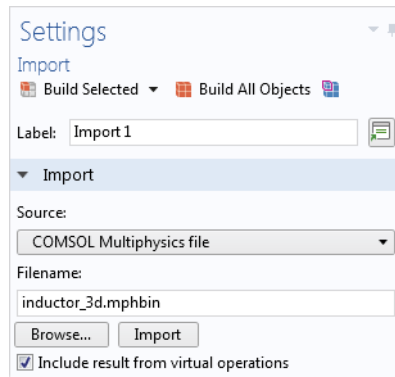 Settings
Import
Build Selected Build All Objects
Label: Import 1
Import
Source:
COMSOL Multiphysics file
Filename:
inductor_3d.mphbin
Browse... Import
Include result from virtual operations